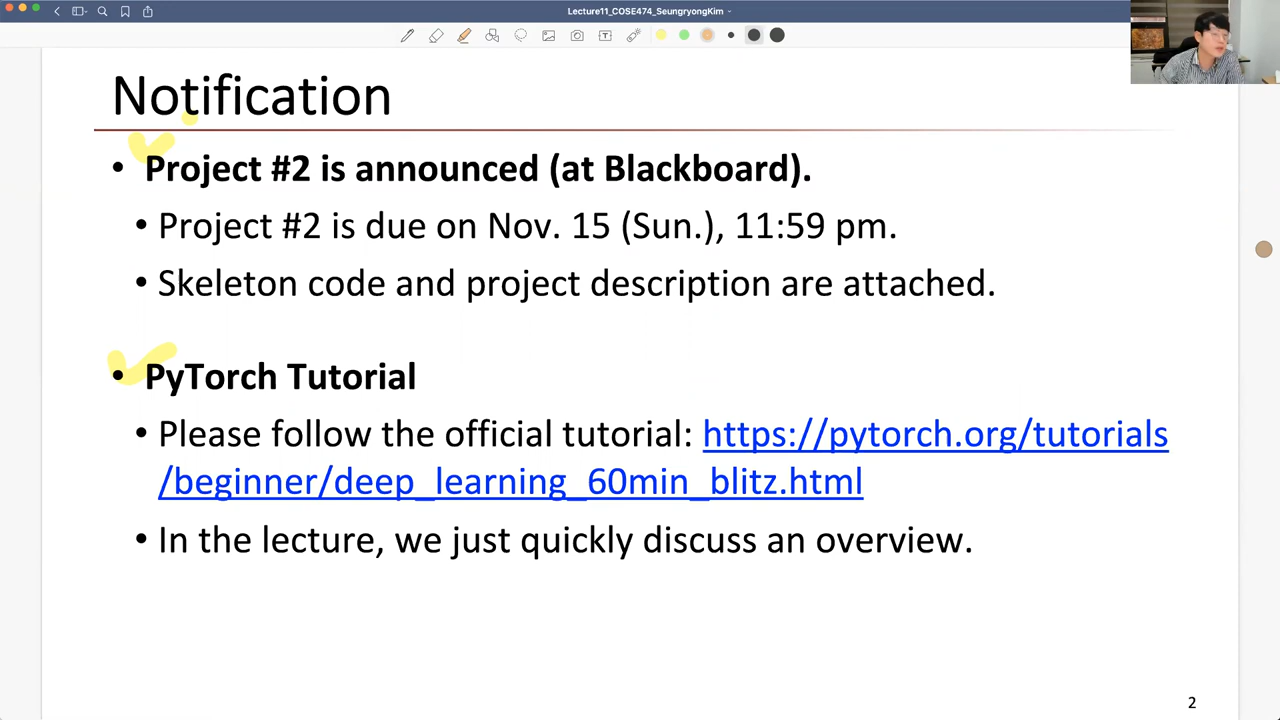 Lecture11_COSE474_SeungryongKim
Notification
• Project #2 is announced (at Blackboard).
• Project #2 is due on Nov. 15 (Sun.), 11:59 pm.
• Skeleton code and project description are attached.
• PyTorch Tutorial
• Please follow the official tutorial: https://pytorch.org/tutorials
/beginner/deep_learning_60min_blitz.html
• In the lecture, we just quickly discuss an overview.
2